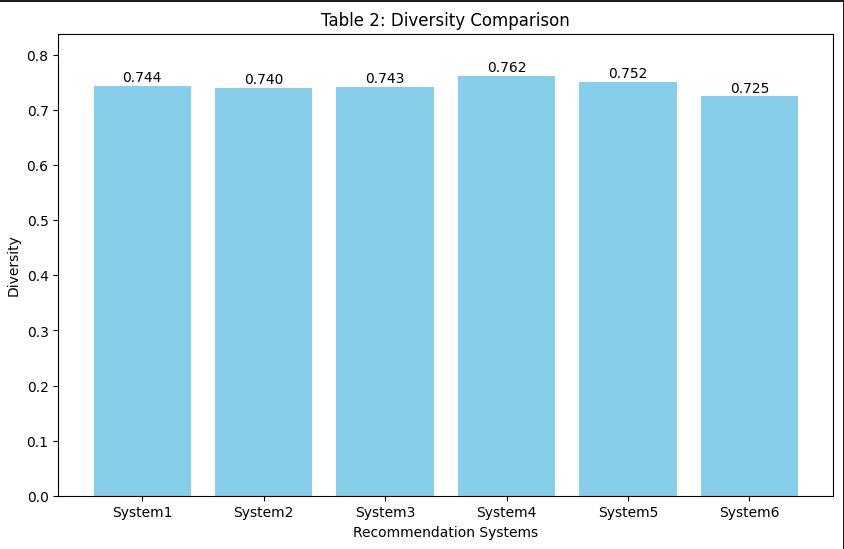 Table 2: Diversity Comparison
0.8
0.7
0.6
0.5
0.4
0.3
0.2
0.1
0.0
Diversity
0.744
0.740
0.743
0.762
0.752
0.725
System1
System2
System3
System4
System5
System6
Recommendation Systems